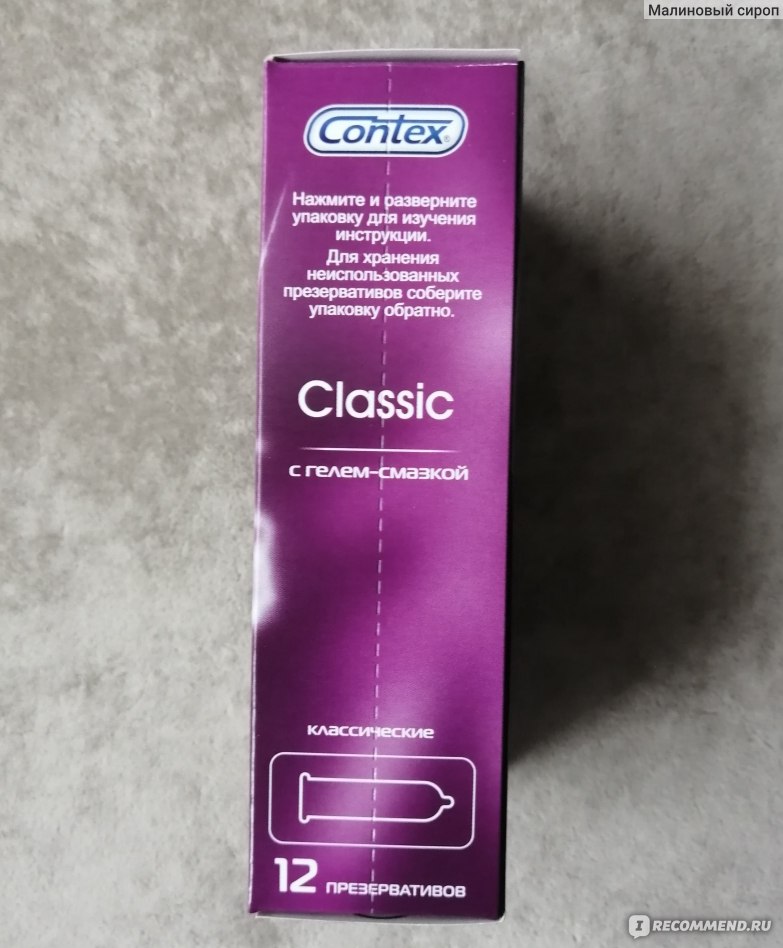 Малиновый сироп
Contex®
Нажмите и разверните
упаковку для изучения
инструкции.
Для хранения
неиспользованных
презервативов соберите
упаковку обратно.
Classic
с гелем-смазкой
классические
12 ПРЕЗЕРВАТИВОВ
IRECOMMEND.RU